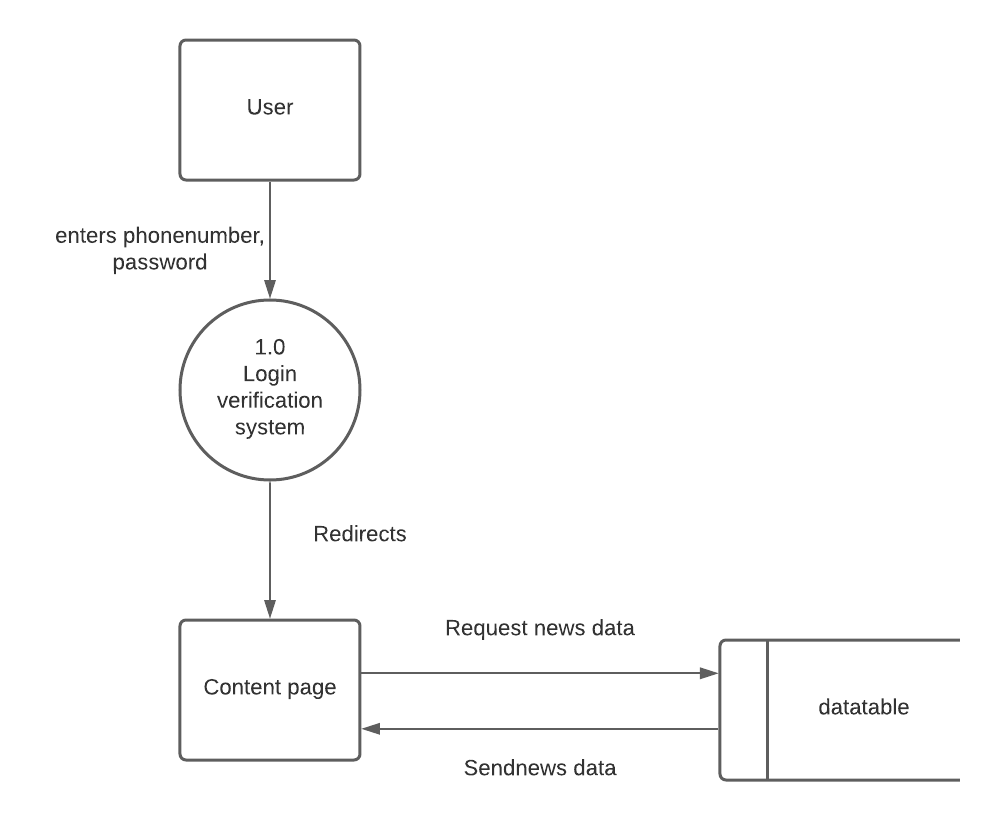 User
enters phonenumber,
password
1.0
Login
verification
system
Redirects
Request news data
Content page
datatable
Sendnews data